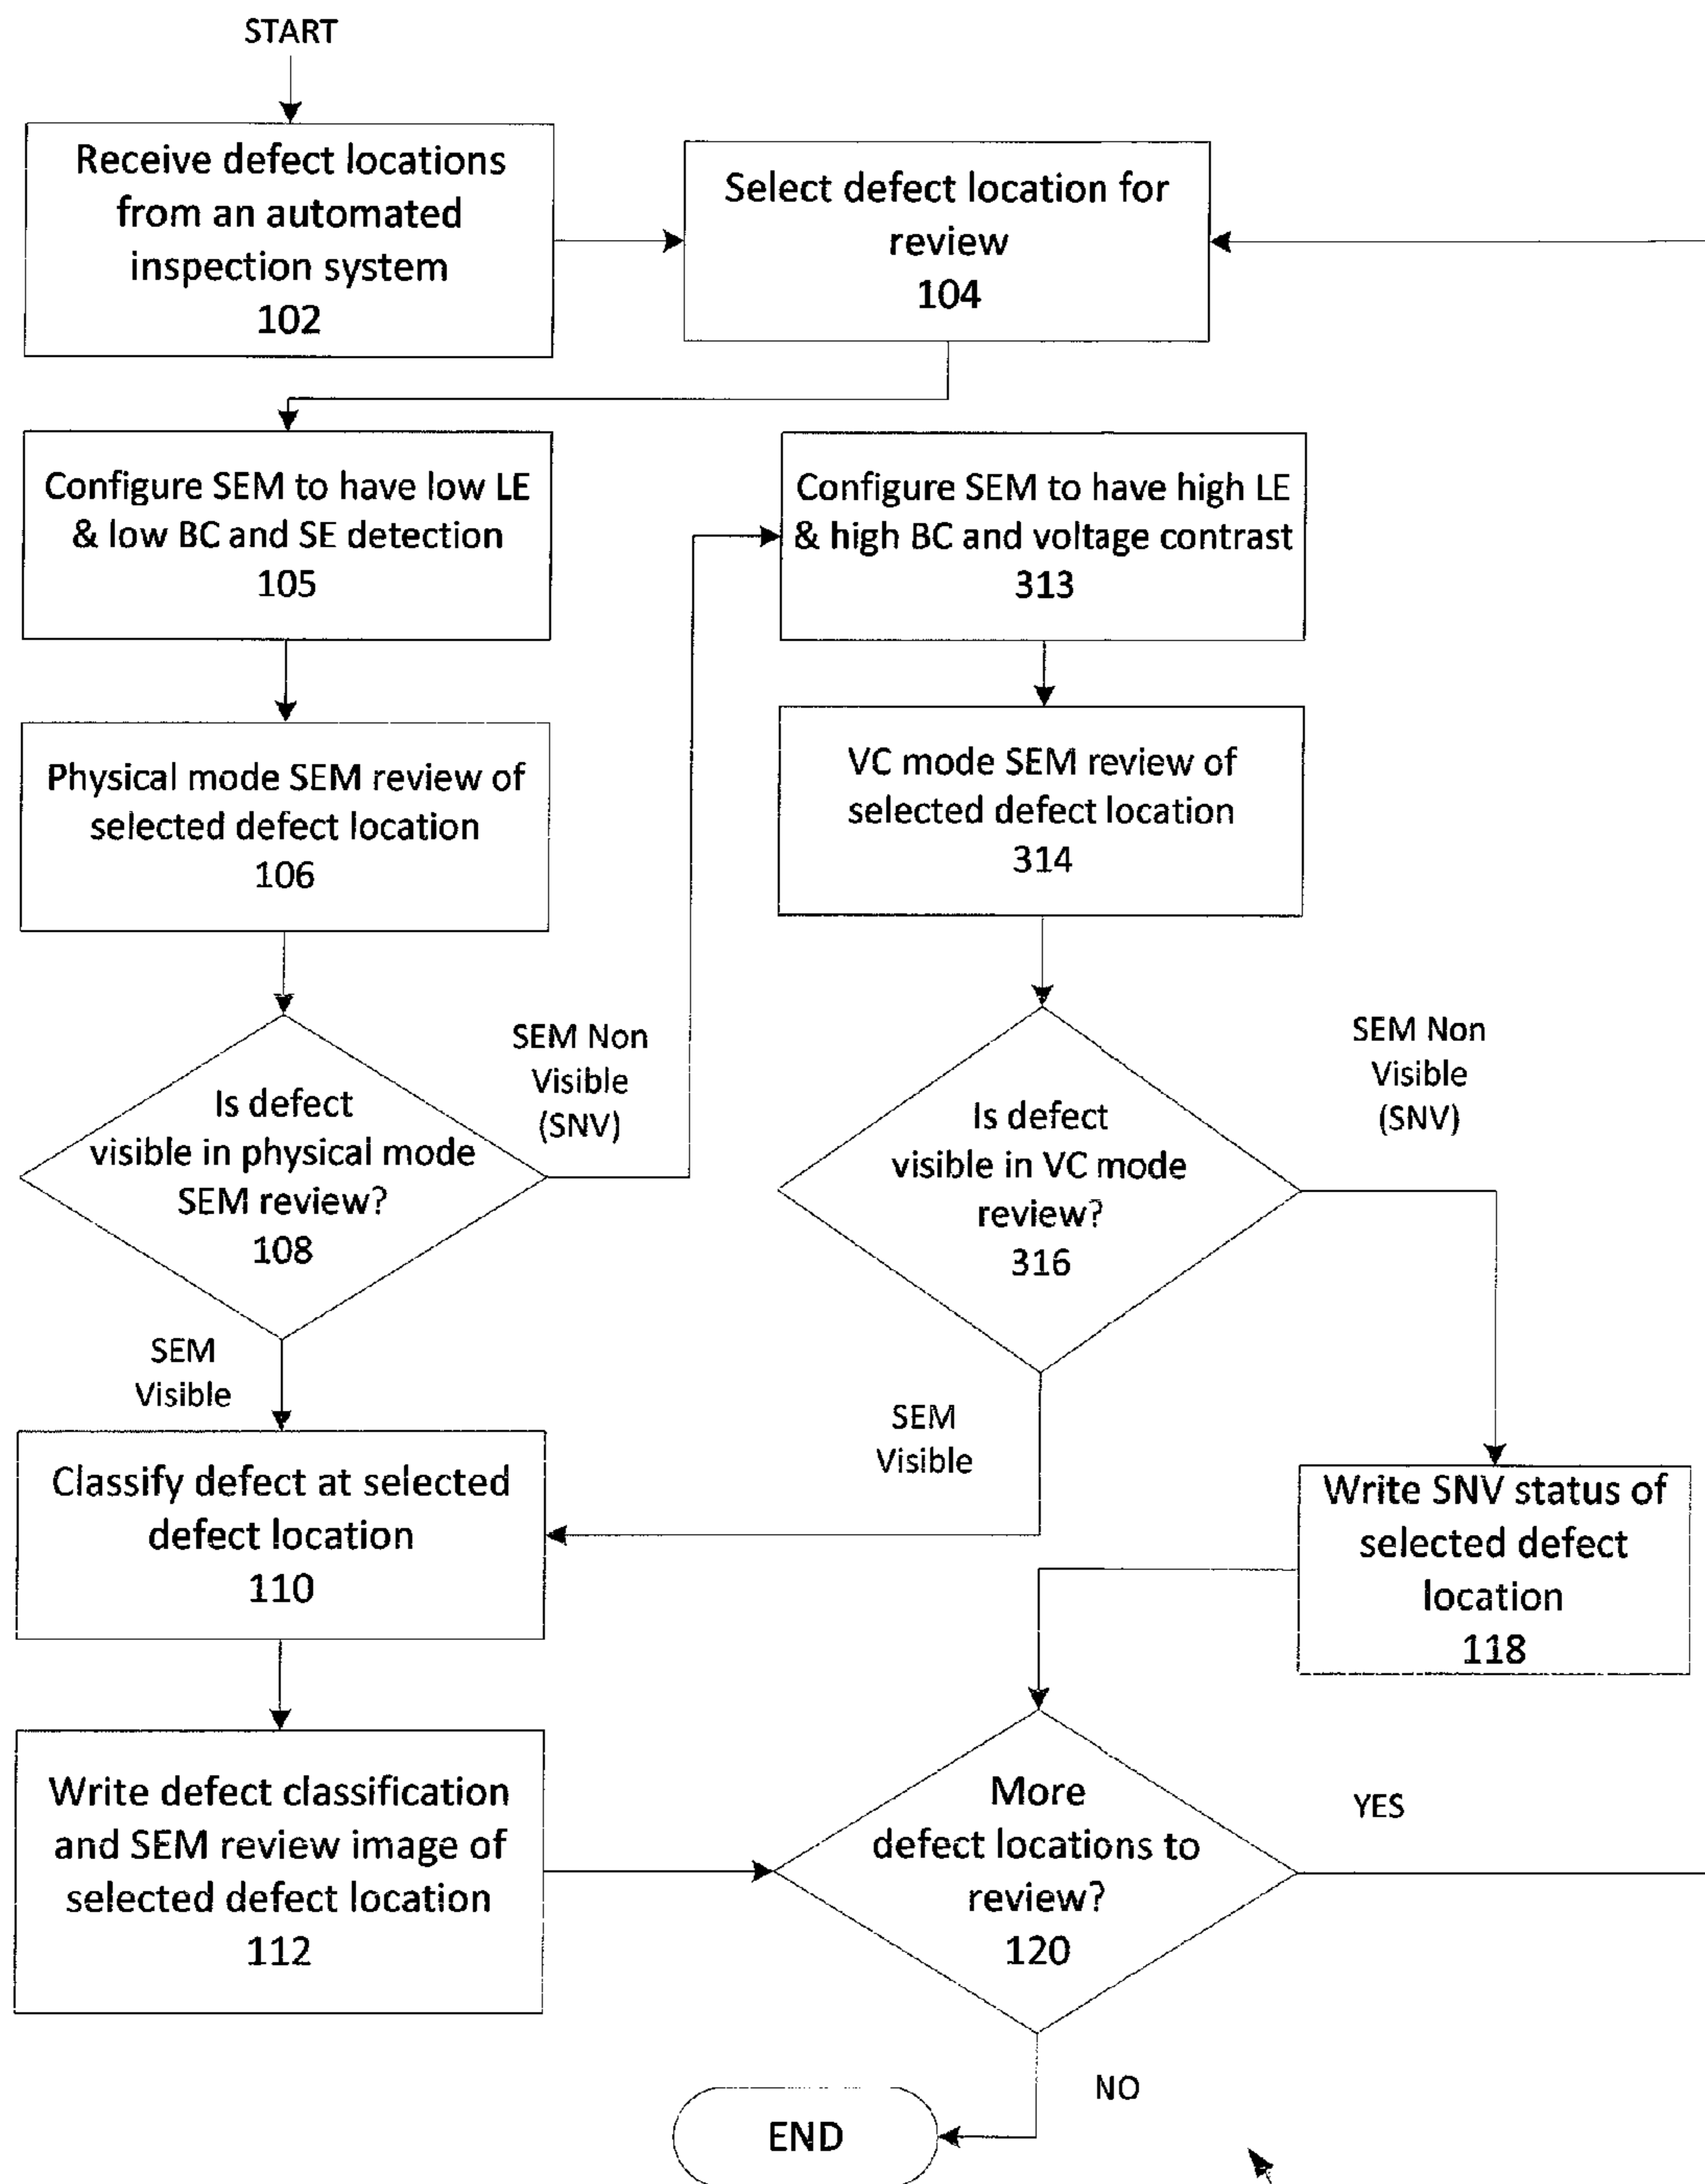 START
Receive defect locations
from an automated
inspection system
102
Select defect location for
review
104
Configure SEM to have low LE
& low BC and SE detection
105
Configure SEM to have high LE
& high BC and voltage contrast
313
Physical mode SEM review of
selected defect location
106
VC mode SEM review of
selected defect location
314
Is defect
visible in physical mode
SEM review?
108
SEM Non
Visible
(SNV)
Is defect
visible in VC mode
review?
316
SEM Non
Visible
(SNV)
SEM
Visible
SEM
Visible
Classify defect at selected
defect location
110
Write SNV status of
selected defect
location
118
Write defect classification
and SEM review image of
selected defect location
112
More
defect locations to
review?
120
YES
NO
END